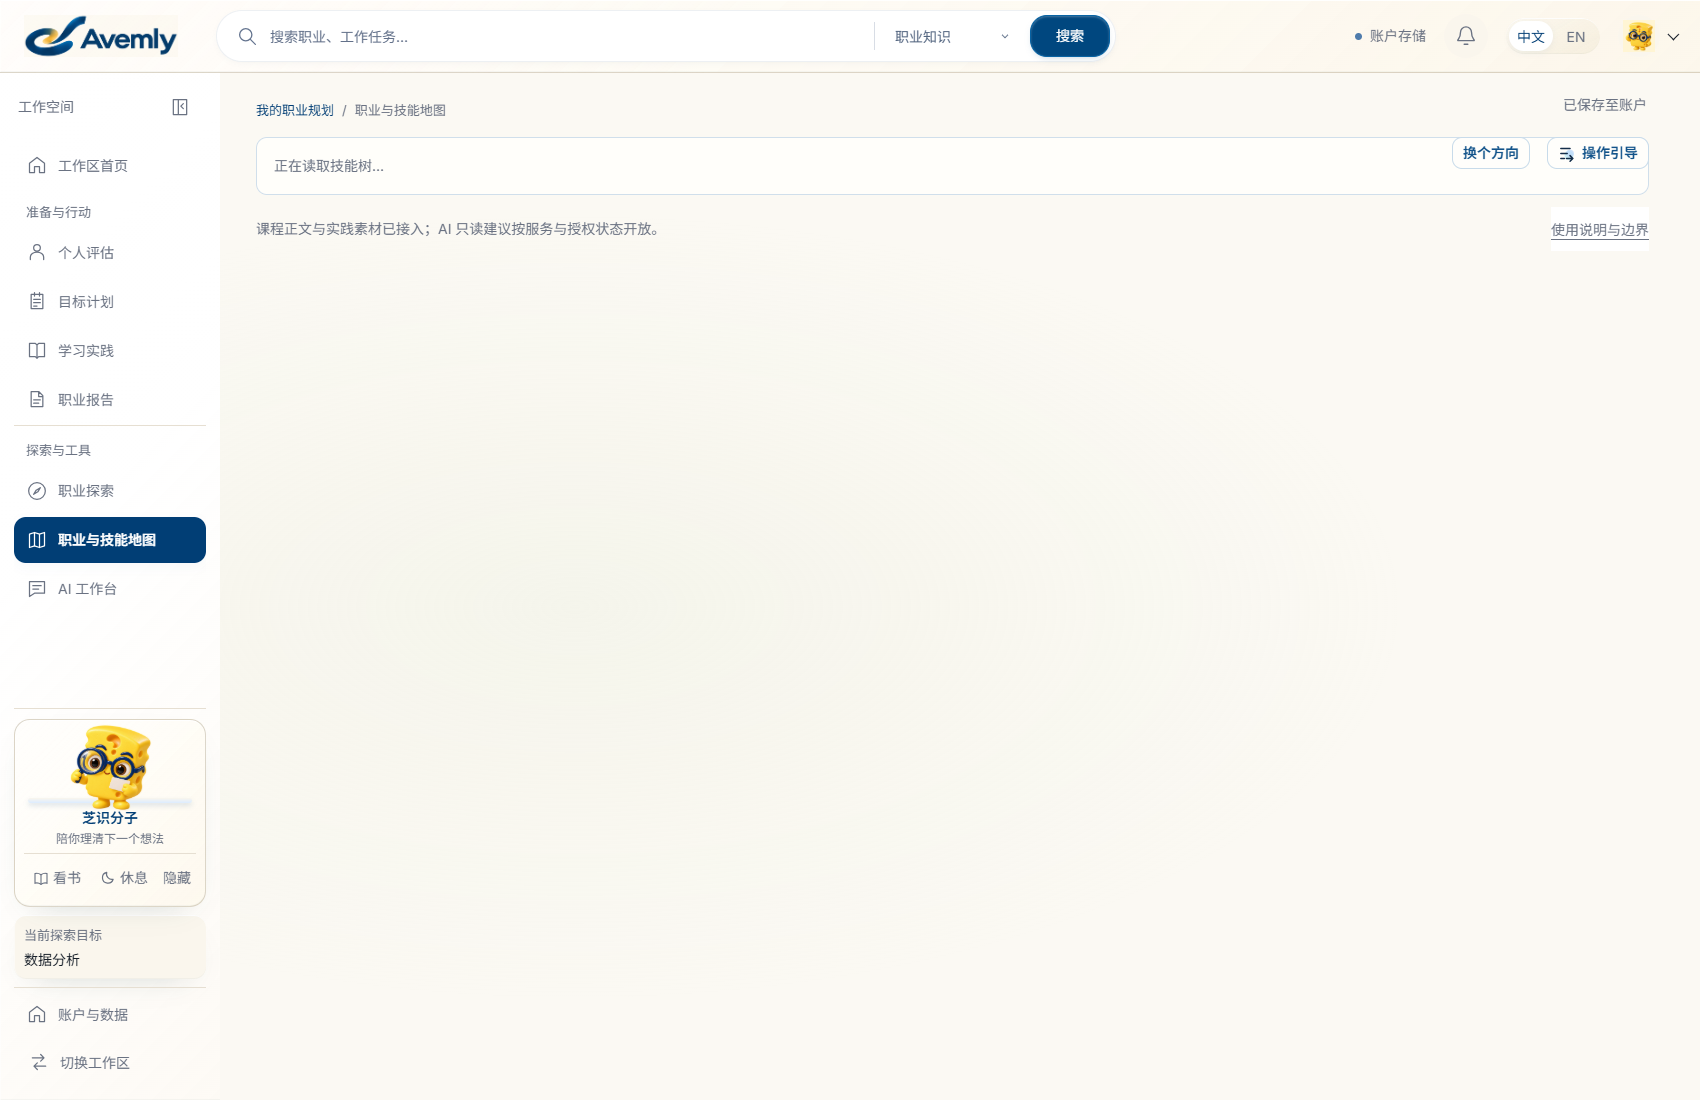 Avemly
搜索职业、工作任务...
职业知识
搜索
账户存储
中文
EN
工作空间
工作区首页
准备与行动
个人评估
目标计划
学习实践
职业报告
探索与工具
职业探索
职业与技能地图
AI 工作台
芝识分子
陪你理清下一个想法
看书
休息
隐藏
当前探索目标
数据分析
账户与数据
切换工作区
我的职业规划 / 职业与技能地图
已保存至账户
正在读取技能树...
换个方向
操作引导
课程正文与实践素材已接入；AI 只读建议按服务与授权状态开放。
使用说明与边界